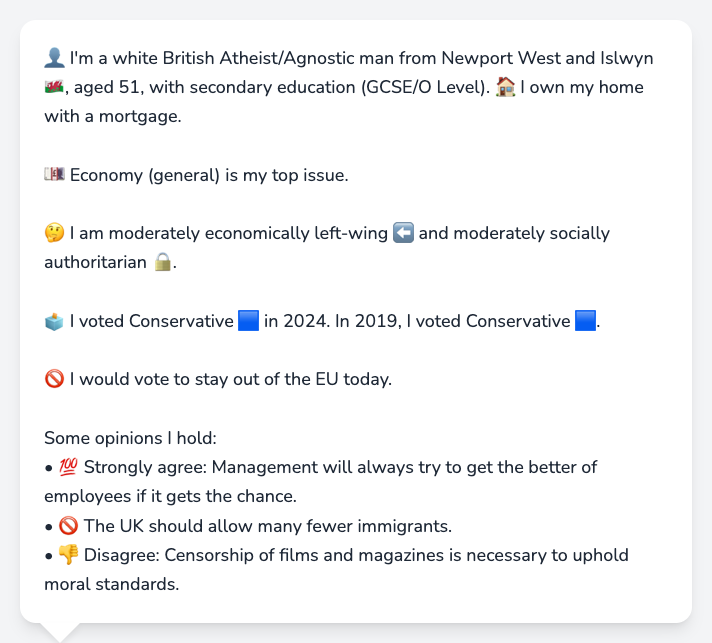 👤 I'm a white British Atheist/Agnostic man from Newport West and Islwyn
🏴󠁧󠁢󠁷󠁬󠁳󠁿, aged 51, with secondary education (GCSE/O Level). 🏠 I own my home
with a mortgage.
💷 Economy (general) is my top issue.
🤔 I am moderately economically left-wing ⬅️ and moderately socially
authoritarian 🔒.
🗳️ I voted Conservative 🟦 in 2024. In 2019, I voted Conservative 🟦.
🚫 I would vote to stay out of the EU today.
Some opinions I hold:
• 💯 Strongly agree: Management will always try to get the better of
employees if it gets the chance.
• 🚫 The UK should allow many fewer immigrants.
• 👎 Disagree: Censorship of films and magazines is necessary to uphold
moral standards.